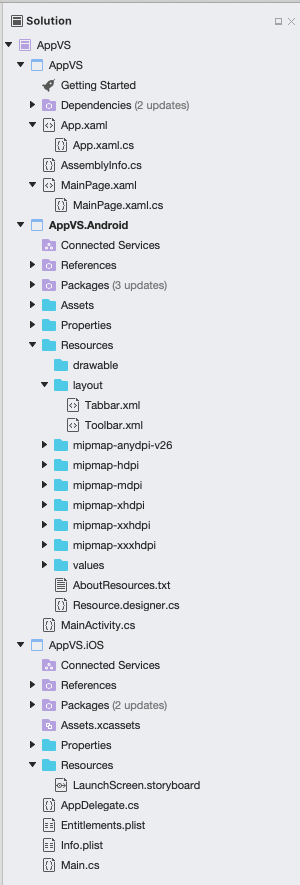 Solution
AppVS
AppVS
Getting Started
Dependencies (2 updates)
App.xaml
App.xaml.cs
AssemblyInfo.cs
MainPage.xaml
MainPage.xaml.cs
AppVS.Android
Connected Services
References
Packages (3 updates)
Assets
Properties
Resources
drawable
layout
Tabbar.xml
Toolbar.xml
mipmap-anydpi-v26
mipmap-hdpi
mipmap-mdpi
mipmap-xhdpi
mipmap-xxhdpi
mipmap-xxxhdpi
values
AboutResources.txt
Resource.designer.cs
MainActivity.cs
AppVS.iOS
Connected Services
References
Packages (2 updates)
Assets.xcassets
Properties
Resources
LaunchScreen.storyboard
AppDelegate.cs
Entitlements.plist
Info.plist
Main.cs